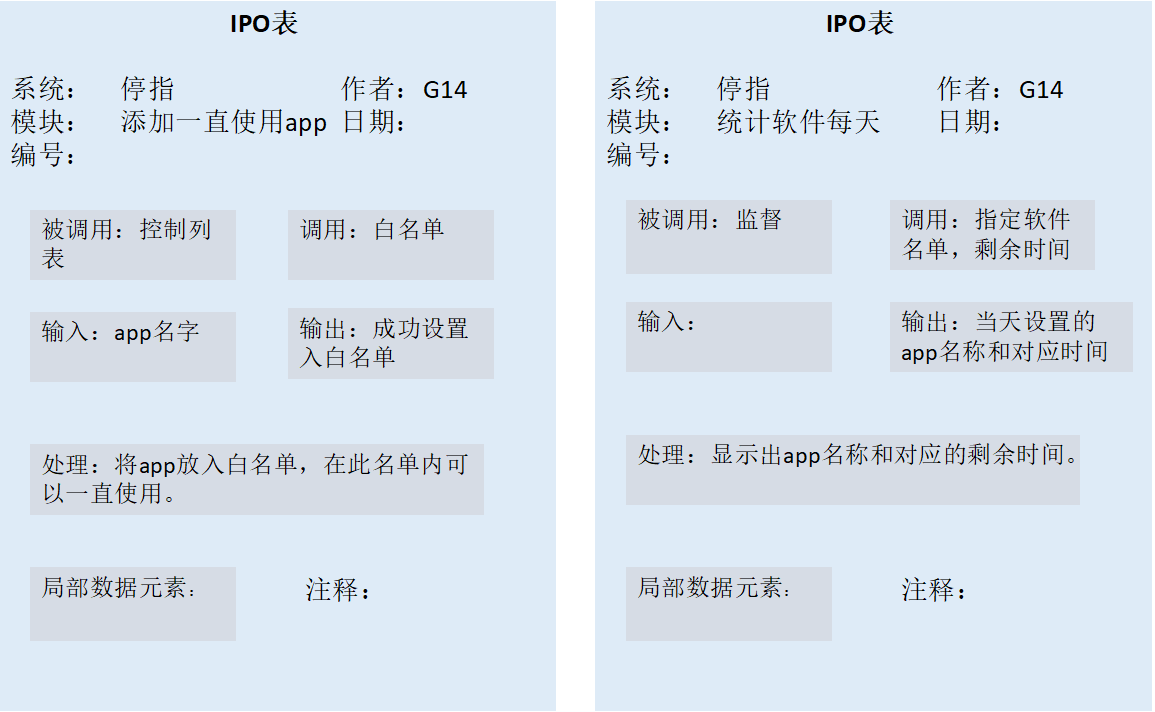 IPO表
系统： 停指 作者：G14
模块： 添加一直使用app 日期：
编号：
被调用：控制列
表
调用：白名单
输入：app名字
输出：成功设置
入白名单
处理：将app放入白名单，在此名单内可
以一直使用。
局部数据元素：
注释：
IPO表
系统： 停指 作者：G14
模块： 统计软件每天 日期：
编号：
被调用：监督
调用：指定软件
名单，剩余时间
输入：
输出：当天设置的
app名称和对应时间
处理：显示出app名称和对应的剩余时间。
局部数据元素：
注释：